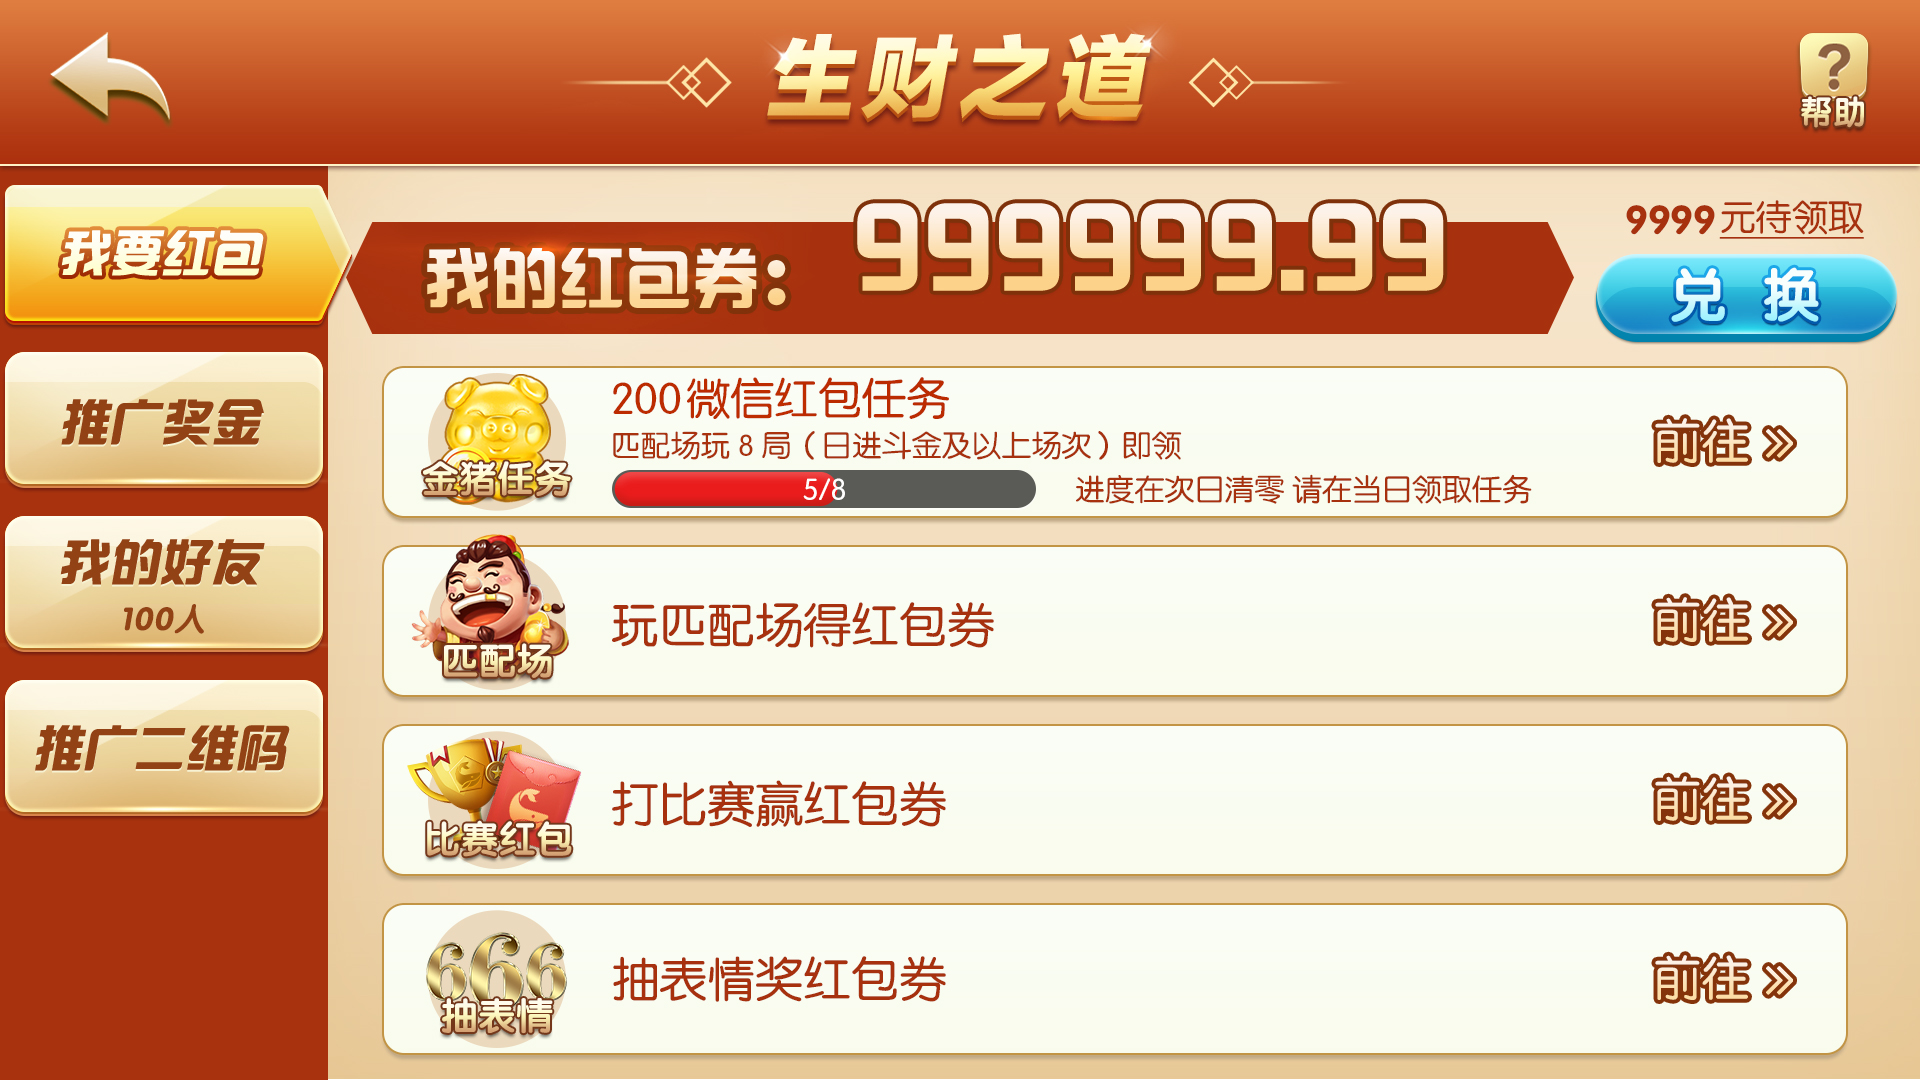 生财之道
帮助
我要红包
推广奖金
我的好友
100人
推广二维码
我的红包券：
999999.99
9999元待领取
兑 换
金猪任务
200微信红包任务
匹配场玩 8 局（日进斗金及以上场次）即领
5/8
进度在次日清零 请在当日领取任务
前往
匹配场
玩匹配场得红包券
前往
比赛红包
打比赛赢红包券
前往
666
抽表情
抽表情奖红包券
前往